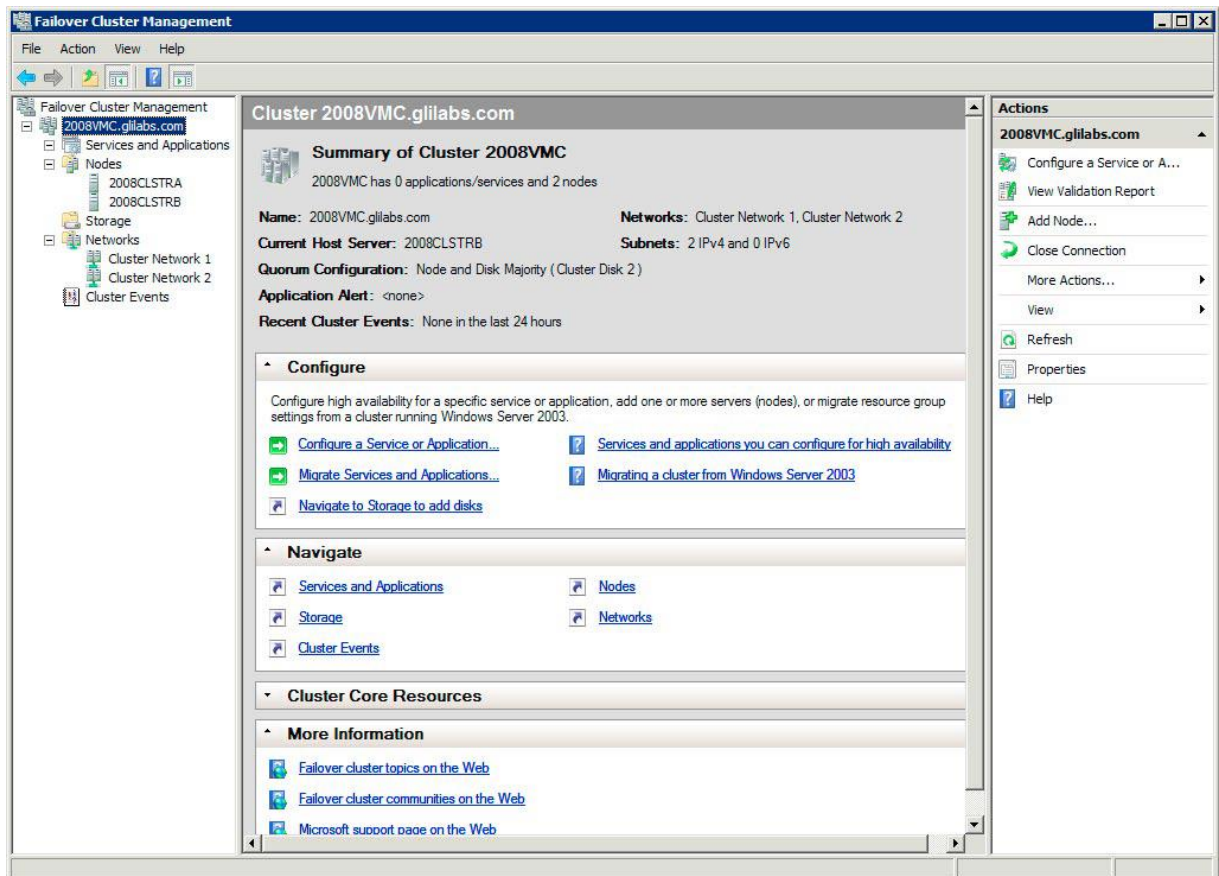 Failover Cluster Management
File Action View Help
Failover Cluster Management
2008VMC.glilabs.com
Services and Applications
Nodes
2008CLSTRA
2008CLSTRB
Storage
Networks
Cluster Network 1
Cluster Network 2
Cluster Events
Cluster 2008VMC.glilabs.com
Summary of Cluster 2008VMC
2008VMC has 0 applications/services and 2 nodes
Name: 2008VMC.glilabs.com
Networks: Cluster Network 1, Cluster Network 2
Current Host Server: 2008CLSTRB
Subnets: 2 IPv4 and 0 IPv6
Quorum Configuration: Node and Disk Majority (Cluster Disk 2)
Application Alert: <none>
Recent Cluster Events: None in the last 24 hours
Configure
Configure high availability for a specific service or application, add one or more servers (nodes), or migrate resource group
settings from a cluster running Windows Server 2003.
Configure a Service or Application...
Services and applications you can configure for high availability
Migrate Services and Applications...
Migrating a cluster from Windows Server 2003
Navigate to Storage to add disks
Navigate
Services and Applications
Nodes
Storage
Networks
Cluster Events
Cluster Core Resources
More Information
Failover cluster topics on the Web
Failover cluster communities on the Web
Microsoft support page on the Web
Actions
2008VMC.glilabs.com
Configure a Service or A...
View Validation Report
Add Node...
Close Connection
More Actions...
View
Refresh
Properties
Help